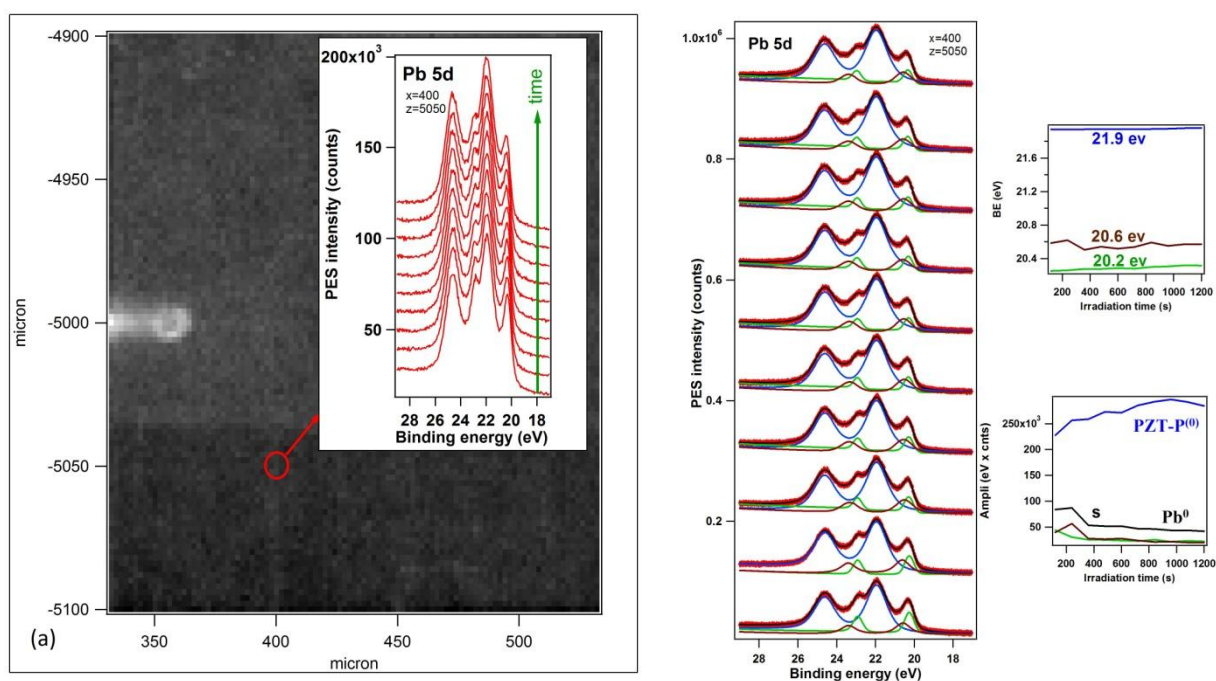 -4900
-4950
-5000
-5050
-5100
micron
350
400
450
500
micron
(a)
200x10³
150
100
50
PES intensity (counts)
Pb 5d
x=400
z=5050
time
29 26 24 22 20 18
Binding energy (eV)
1.0x10⁶
0.8
0.6
0.4
0.2
PES intensity (counts)
Pb 5d
x=400
z=5050
28 26 24 22 20 18
Binding energy (eV)
21.6
21.2
20.8
20.4
BE (eV)
21.9 ev
20.6 ev
20.2 ev
200 400 600 800 1000 1200
Irradiation time (s)
250x10³
200
150
100
50
Ampli (eV x cnts)
PZT-P⁽⁰⁾
s
Pb⁰
200 400 600 800 1000 1200
Irradiation time (s)